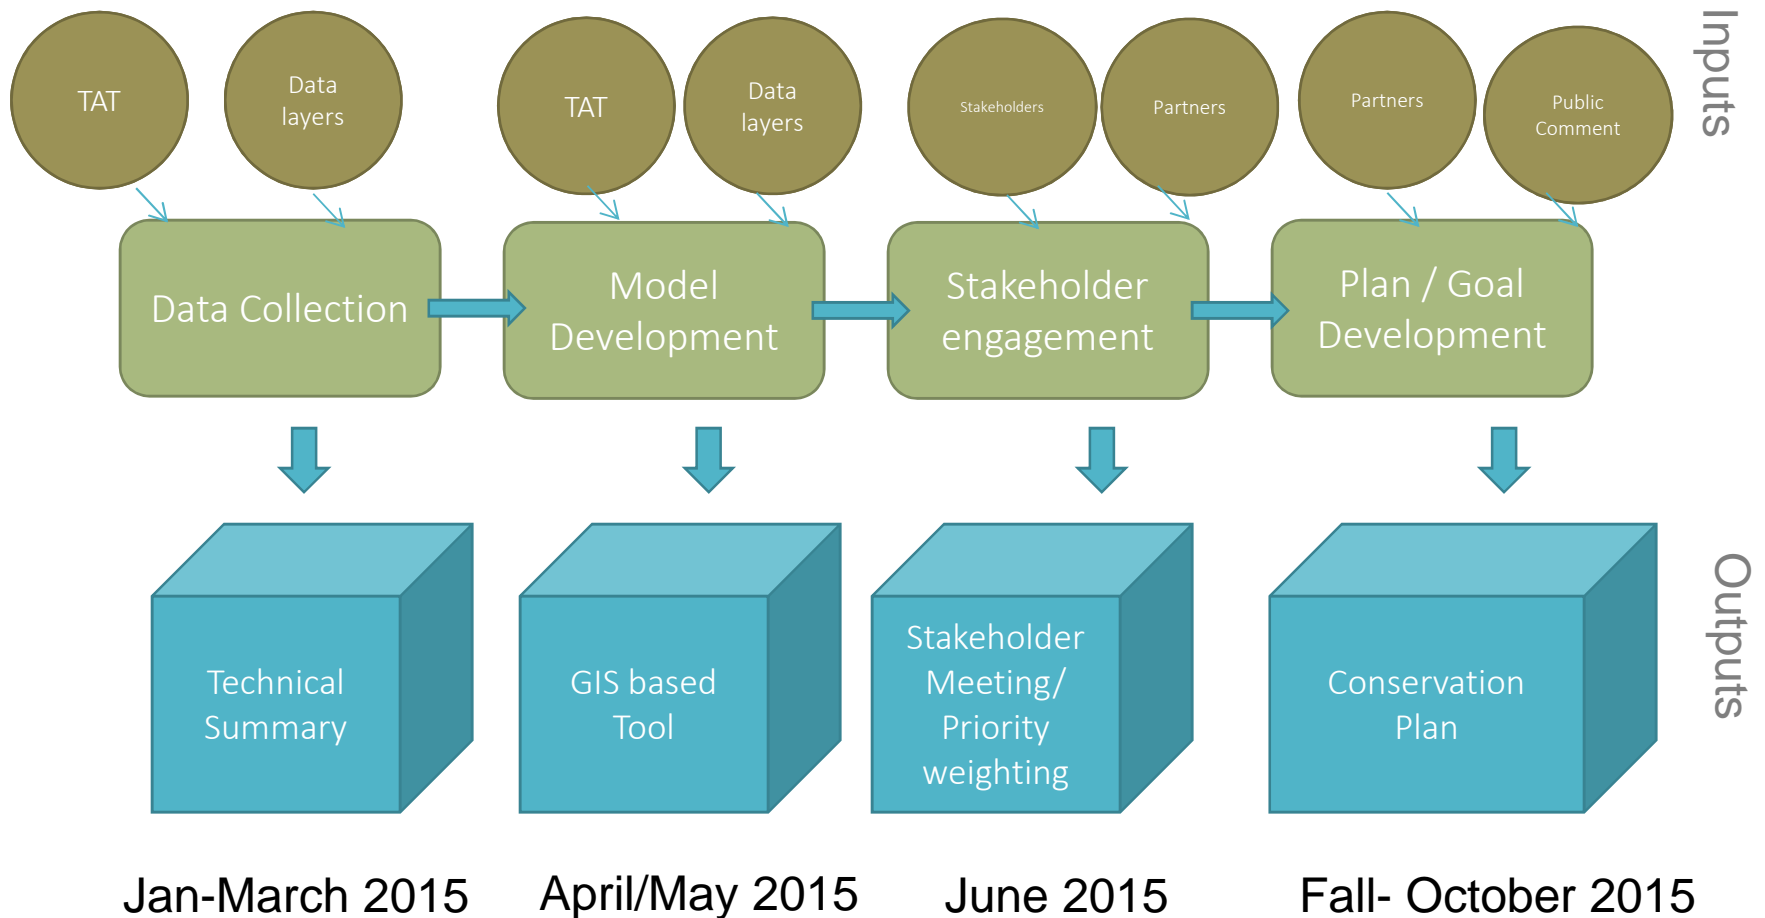 TAT
Data
layers
TAT
Data
layers
Stakeholders
Partners
Partners
Public
Comment
Inputs
Data Collection
Model
Development
Stakeholder
engagement
Plan / Goal
Development
Technical
Summary
GIS based
Tool
Stakeholder
Meeting/
Priority
weighting
Conservation
Plan
Outputs
Jan-March 2015
April/May 2015
June 2015
Fall- October 2015